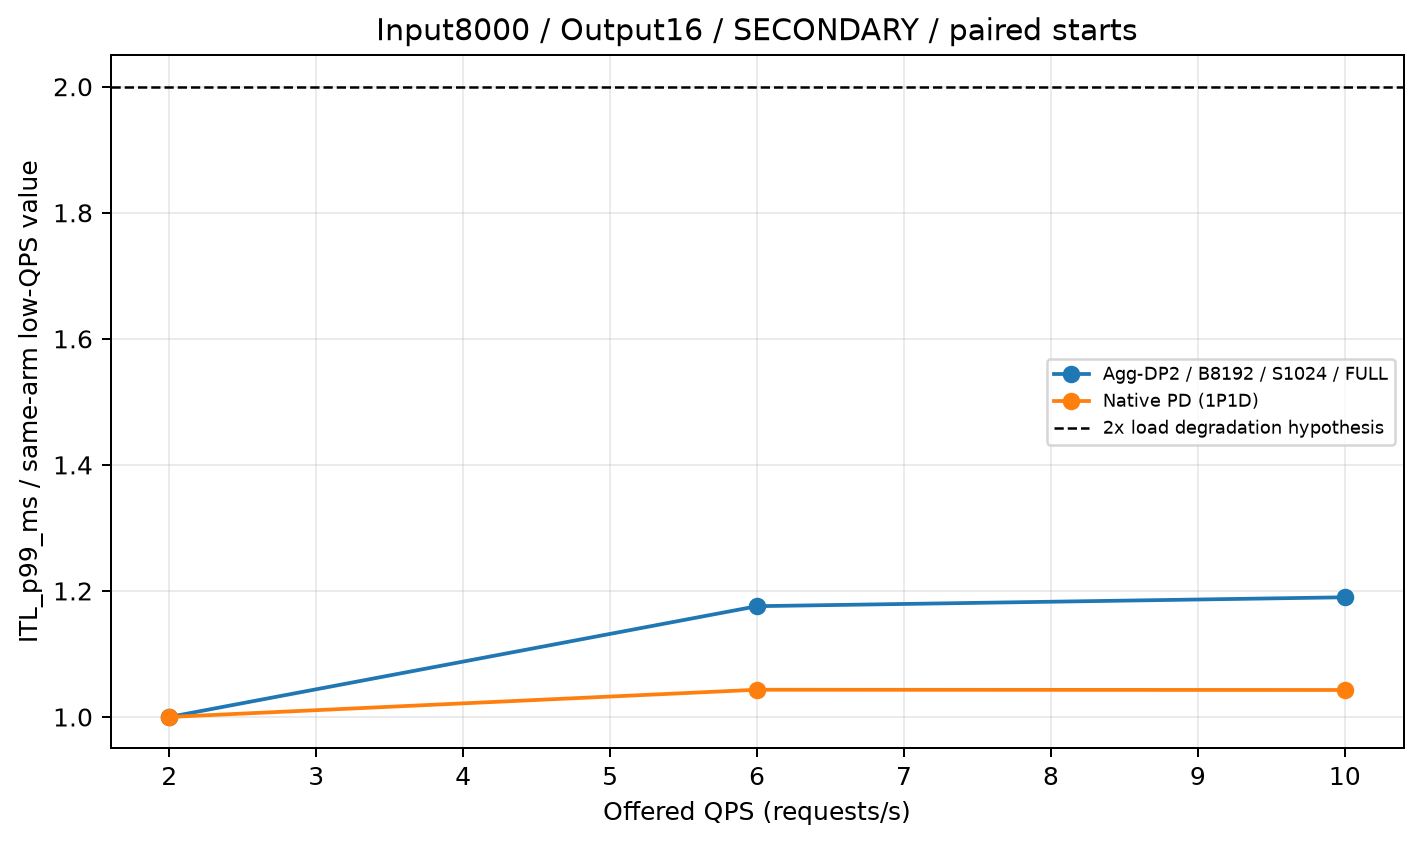 Input8000 / Output16 / SECONDARY / paired starts
ITL_p99_ms / same-arm low-QPS value
2.0
1.8
1.6
1.4
1.2
1.0
Agg-DP2 / B8192 / S1024 / FULL
Native PD (1P1D)
2x load degradation hypothesis
2 3 4 5 6 7 8 9 10
Offered QPS (requests/s)